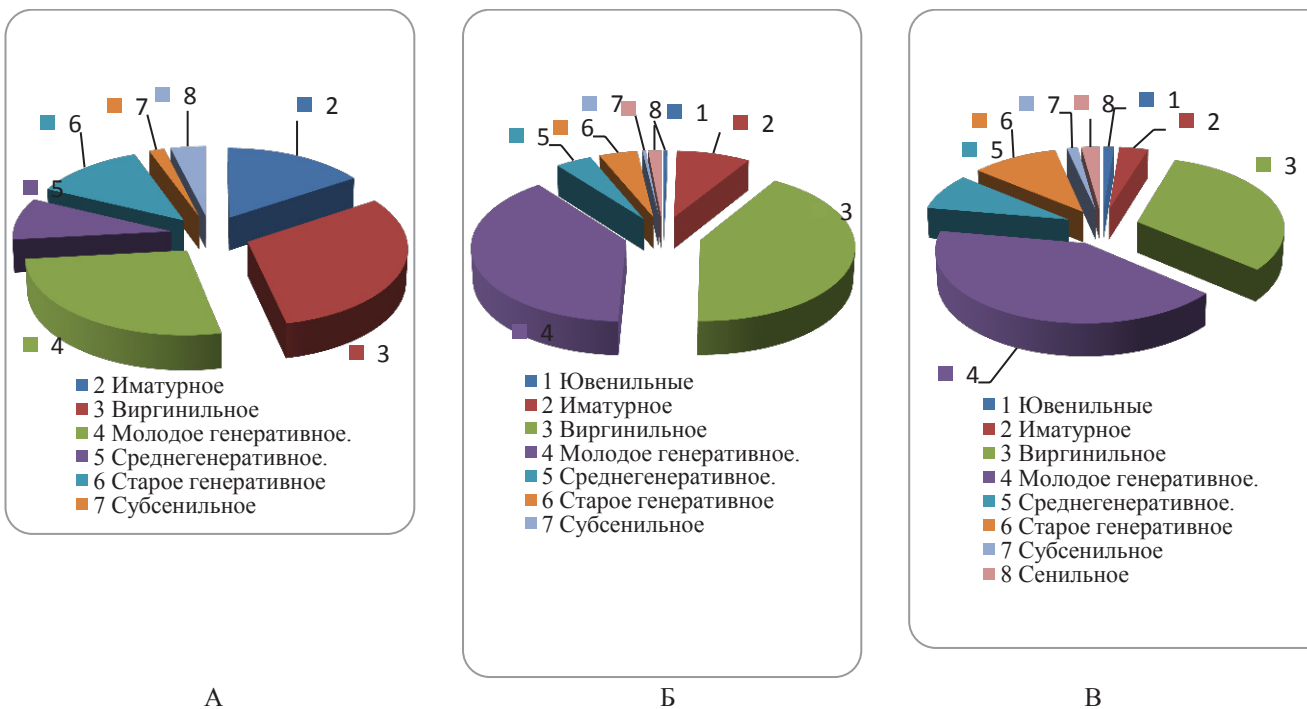 8
7
2
6
5
4
3
2 Иматурное
3 Виргинильное
4 Молодое генеративное.
5 Среднегенеративное.
6 Старое генеративное
7 Субсенильное
А
7
8
1
2
6
5
3
4
1 Ювенильные
2 Иматурное
3 Виргинильное
4 Молодое генеративное.
5 Среднегенеративное.
6 Старое генеративное
7 Субсенильное
Б
7
8
1
2
6
5
3
4
1 Ювенильные
2 Иматурное
3 Виргинильное
4 Молодое генеративное.
5 Среднегенеративное.
6 Старое генеративное
7 Субсенильное
8 Сенильное
В